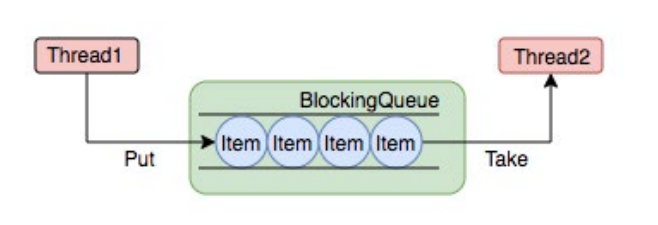 Thread1
Thread2
BlockingQueue
Item Item Item Item
Put
Take